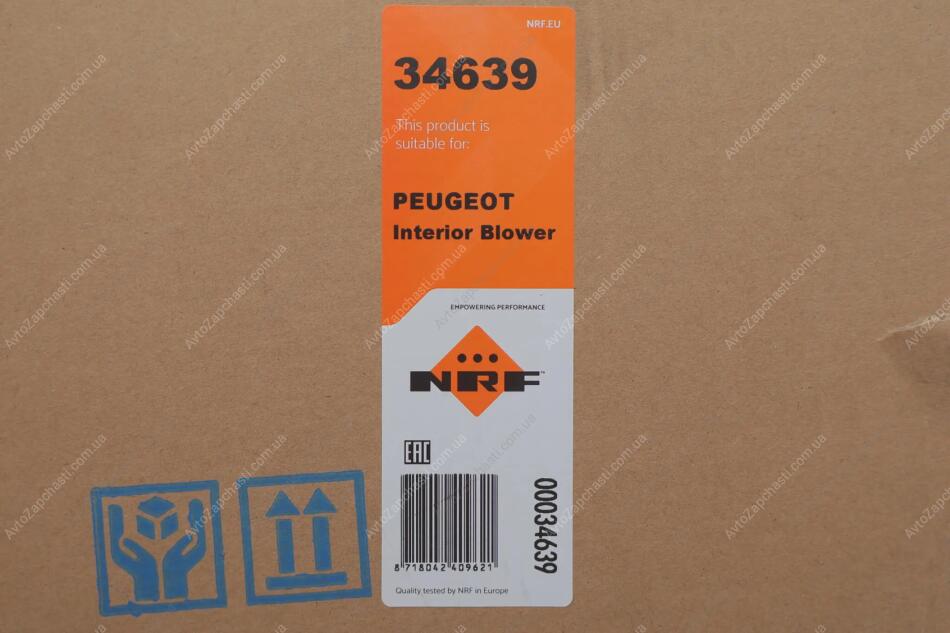 NRF.EU
34639
This product is
suitable for:
PEUGEOT
Interior Blower
EMPOWERING PERFORMANCE
NRF™
EAC
8 718042 409621
00034639
Quality tested by NRF in Europe
AvtoZapchasti.com.ua